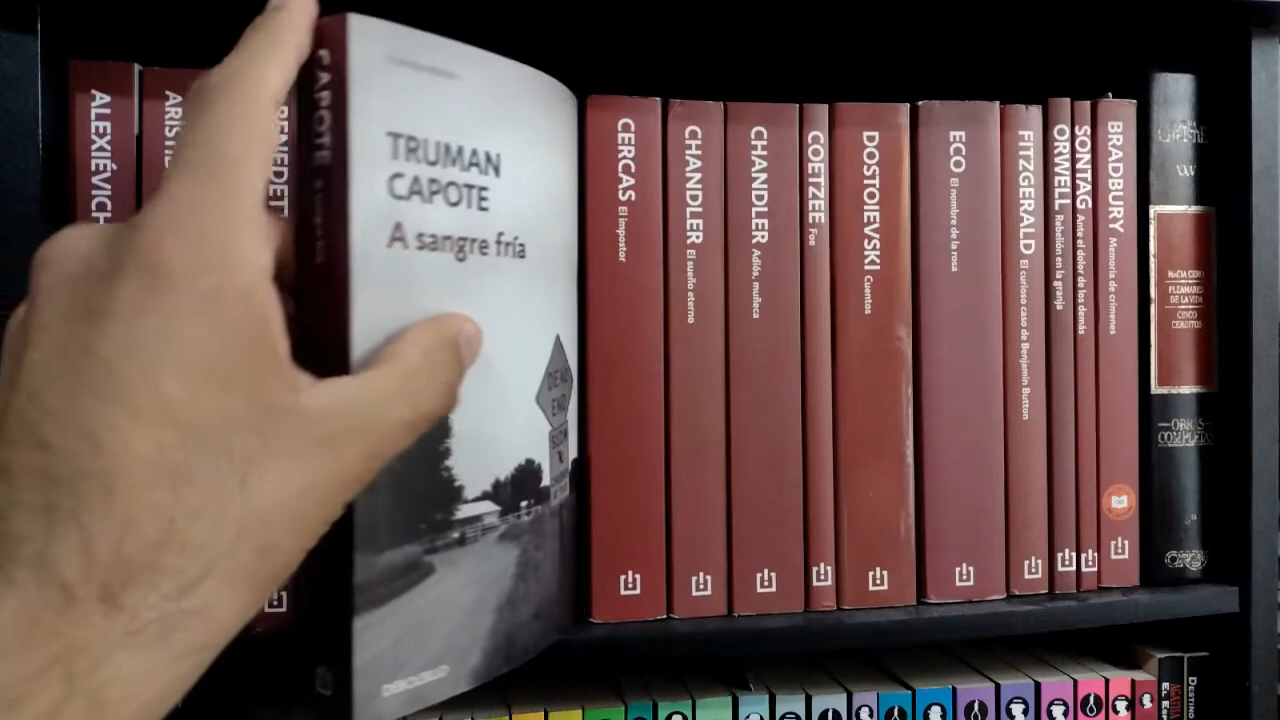 ALEXIÉVICH
CAPOTE
TRUMAN
CAPOTE
A sangre fría
DEAD
END
DEBOLS!LLO
CERCAS El impostor
CHANDLER El sueño eterno
CHANDLER Adiós, muñeca
COETZEE Foe
DOSTOIEVSKI Cuentos
ECO El nombre de la rosa
FITZGERALD El curioso caso de Benjamin Button
ORWELL Rebelión en la granja
SONTAG Ante el dolor de los demás
BRADBURY Memoria de crímenes
HACIA CERO
PLEAMARES
DE LA VIDA
CINCO
CERDITOS
OBRAS
COMPLETAS